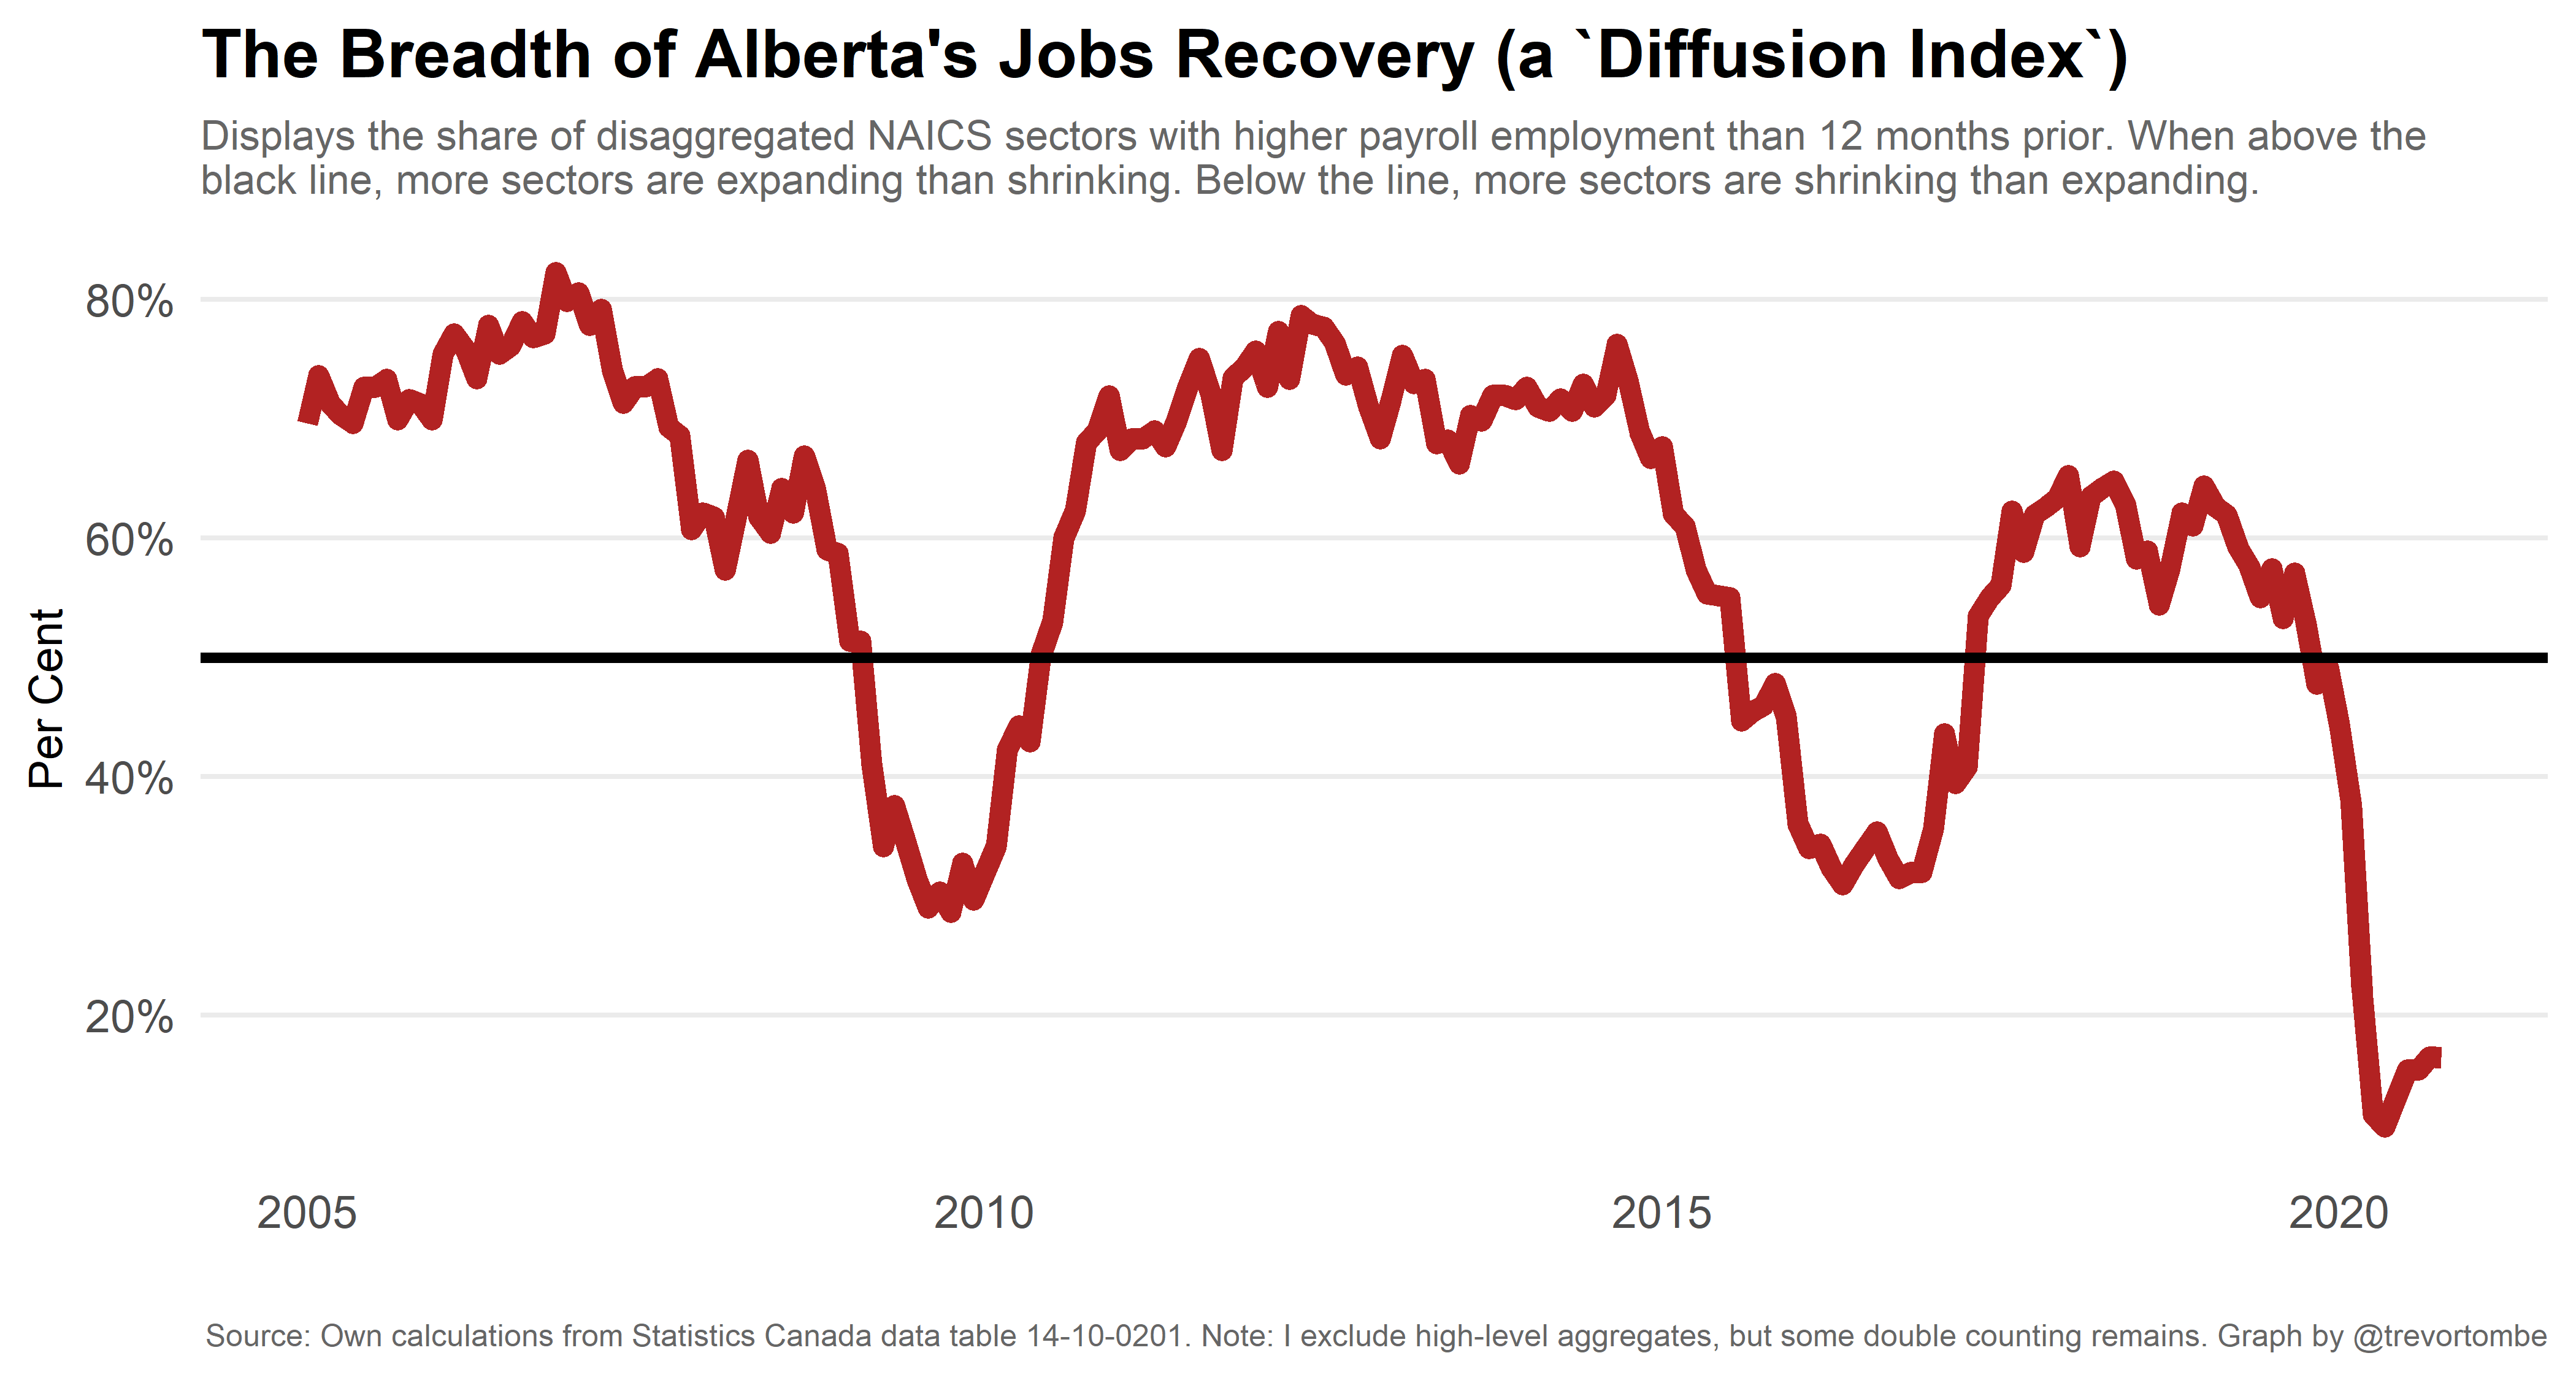 The Breadth of Alberta's Jobs Recovery (a `Diffusion Index`)
Displays the share of disaggregated NAICS sectors with higher payroll employment than 12 months prior. When above the
black line, more sectors are expanding than shrinking. Below the line, more sectors are shrinking than expanding.
Per Cent
80%
60%
40%
20%
2005
2010
2015
2020
Source: Own calculations from Statistics Canada data table 14-10-0201. Note: I exclude high-level aggregates, but some double counting remains. Graph by @trevortombe